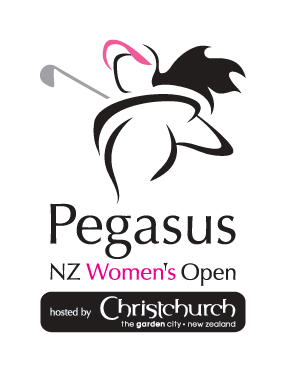 Pegasus
NZ Women's Open
hosted by Christchurch
the garden city • new zealand